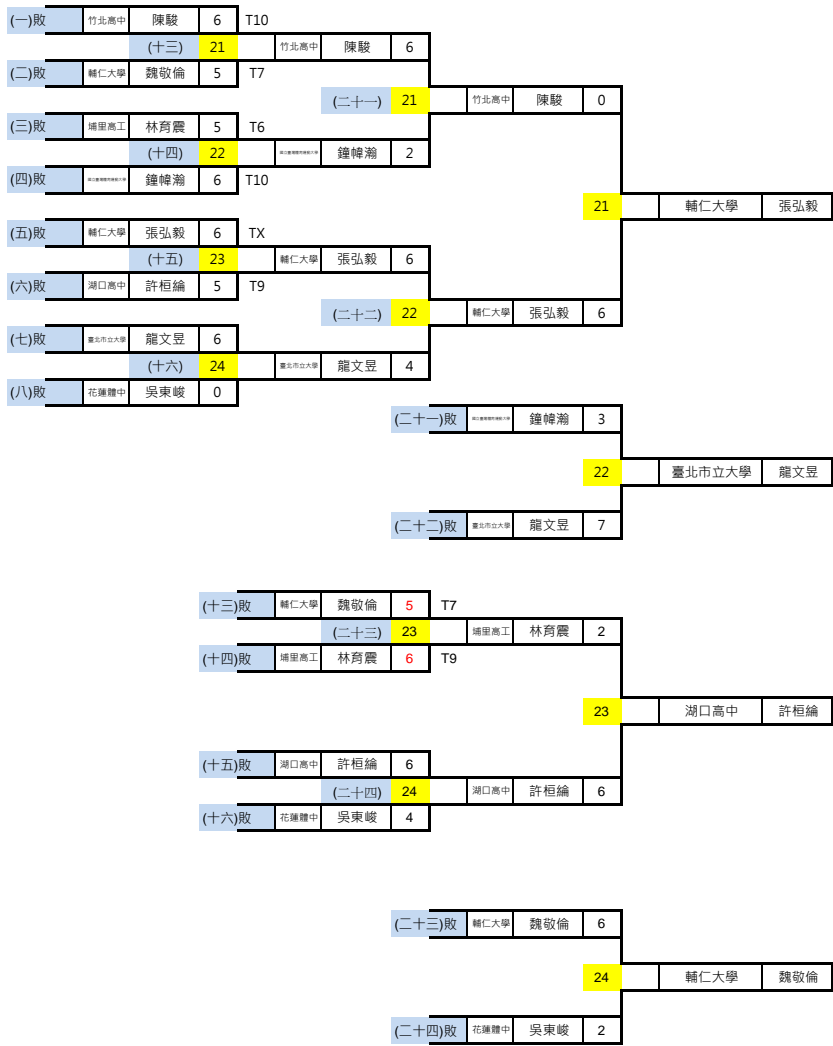 (一)敗 竹北高中 陳駿 6 T10
(十三) 21 竹北高中 陳駿 6
(二)敗 輔仁大學 魏敬倫 5 T7
(二十一) 21 竹北高中 陳駿 0
(三)敗 埔里高工 林育震 5 T6
(十四) 22 鐘幃瀚 2
(四)敗 鐘幃瀚 6 T10
21 輔仁大學 張弘毅
(五)敗 輔仁大學 張弘毅 6 TX
(十五) 23 輔仁大學 張弘毅 6
(六)敗 湖口高中 許桓綸 5 T9
(二十二) 22 輔仁大學 張弘毅 6
(七)敗 臺北市立大學 龍文昱 6
(十六) 24 臺北市立大學 龍文昱 4
(八)敗 花蓮體中 吳東峻 0
(二十一)敗 鐘幃瀚 3
22 臺北市立大學 龍文昱
(二十二)敗 臺北市立大學 龍文昱 7
(十三)敗 輔仁大學 魏敬倫 5 T7
(二十三) 23 埔里高工 林育震 2
(十四)敗 埔里高工 林育震 6 T9
23 湖口高中 許桓綸
(十五)敗 湖口高中 許桓綸 6
(二十四) 24 湖口高中 許桓綸 6
(十六)敗 花蓮體中 吳東峻 4
(二十三)敗 輔仁大學 魏敬倫 6
24 輔仁大學 魏敬倫
(二十四)敗 花蓮體中 吳東峻 2